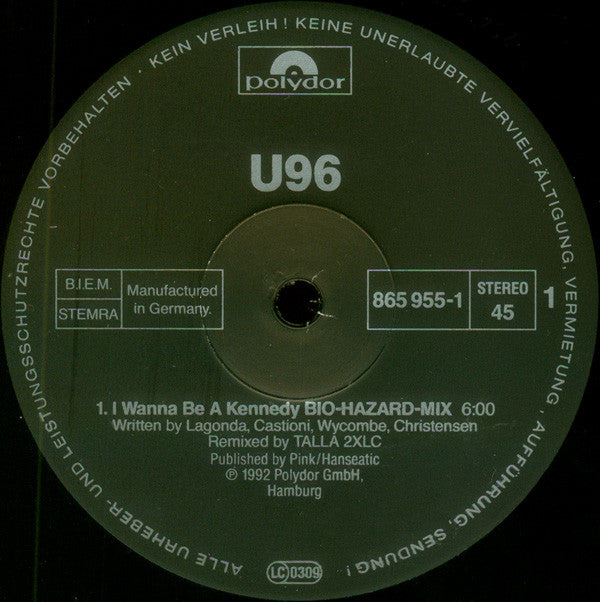 ALLE URHEBER- UND LEISTUNGSSCHUTZRECHTE VORBEHALTEN · KEIN VERLEIH! KEINE UNERLAUBTE VERVIELFÄLTIGUNG, VERMIETUNG, AUFFÜHRUNG, SENDUNG!
polydor
U96
B.I.E.M.
STEMRA
Manufactured
in Germany.
865 955-1
STEREO
45
1
1. I Wanna Be A Kennedy BIO-HAZARD-MIX 6:00
Written by Lagonda, Castioni, Wycombe, Christensen
Remixed by TALLA 2XLC
Published by Pink/Hanseatic
℗ 1992 Polydor GmbH,
Hamburg
LC 0309